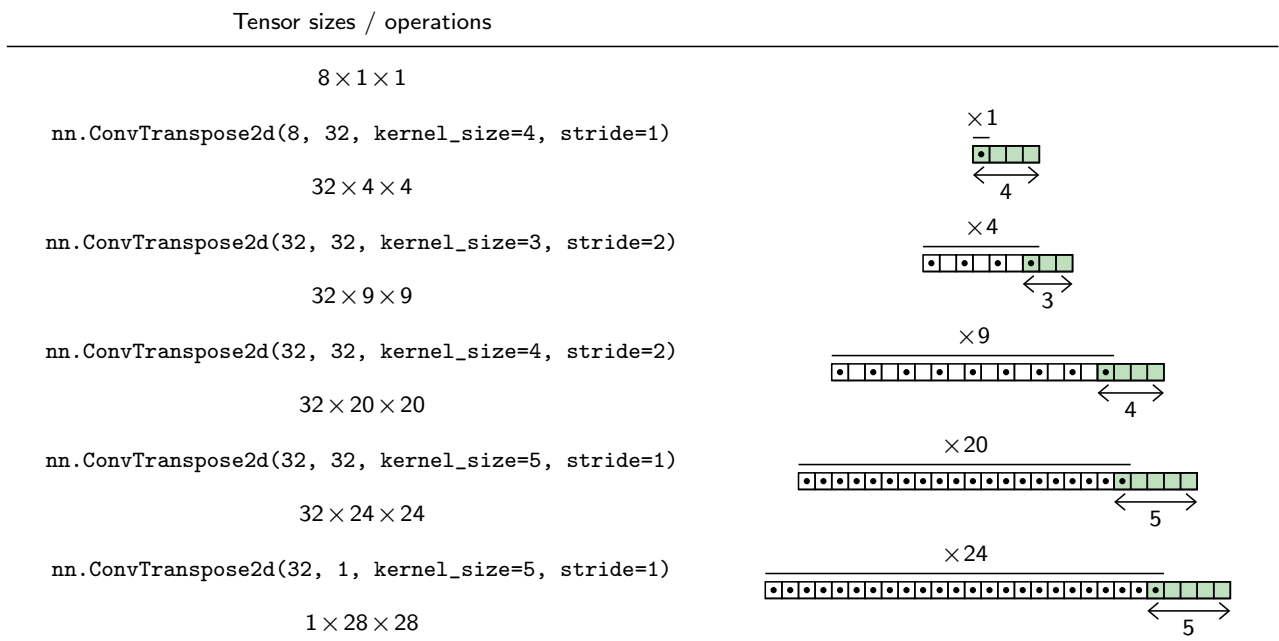 Tensor sizes / operations
8 × 1 × 1
nn.ConvTranspose2d(8, 32, kernel_size=4, stride=1)
×1
4
32 × 4 × 4
nn.ConvTranspose2d(32, 32, kernel_size=3, stride=2)
×4
3
32 × 9 × 9
nn.ConvTranspose2d(32, 32, kernel_size=4, stride=2)
×9
4
32 × 20 × 20
nn.ConvTranspose2d(32, 32, kernel_size=5, stride=1)
×20
5
32 × 24 × 24
nn.ConvTranspose2d(32, 1, kernel_size=5, stride=1)
×24
5
1 × 28 × 28